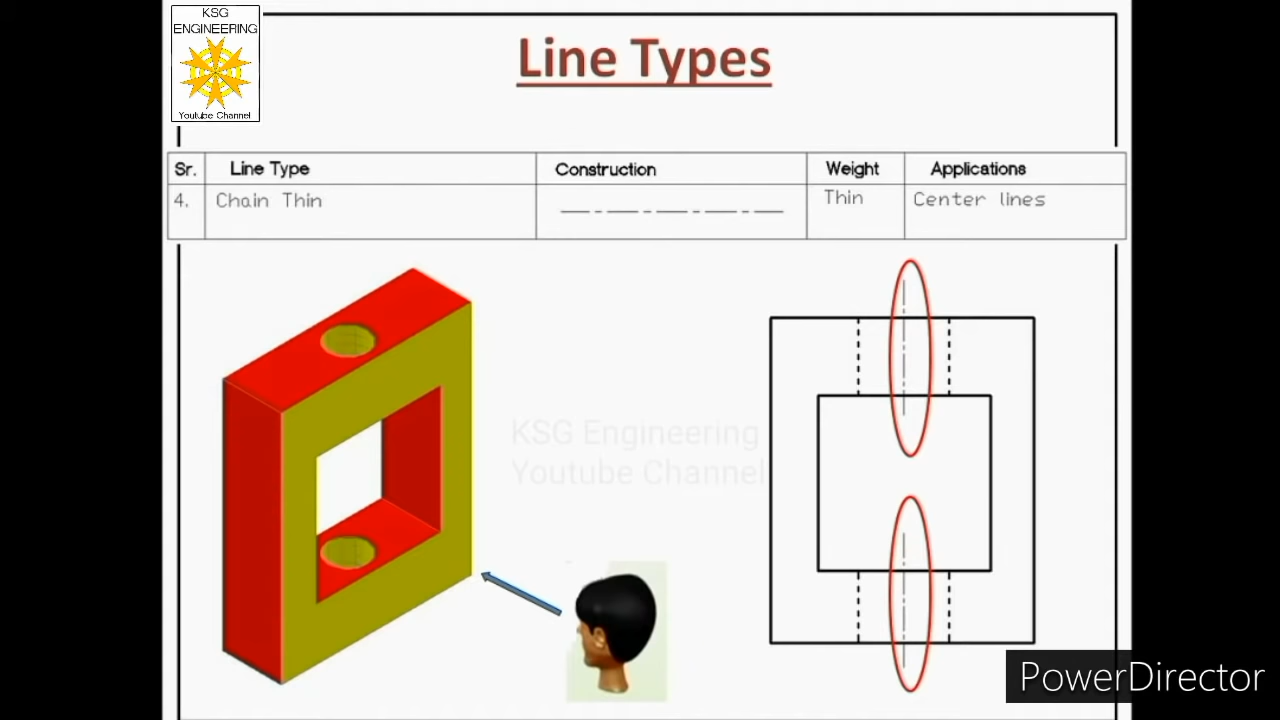 KSG
ENGINEERING
Youtube Channel
Line Types
Sr. Line Type Construction Weight Applications
4. Chain Thin Thin Center lines
KSG Engineering
Youtube Channel
PowerDirector